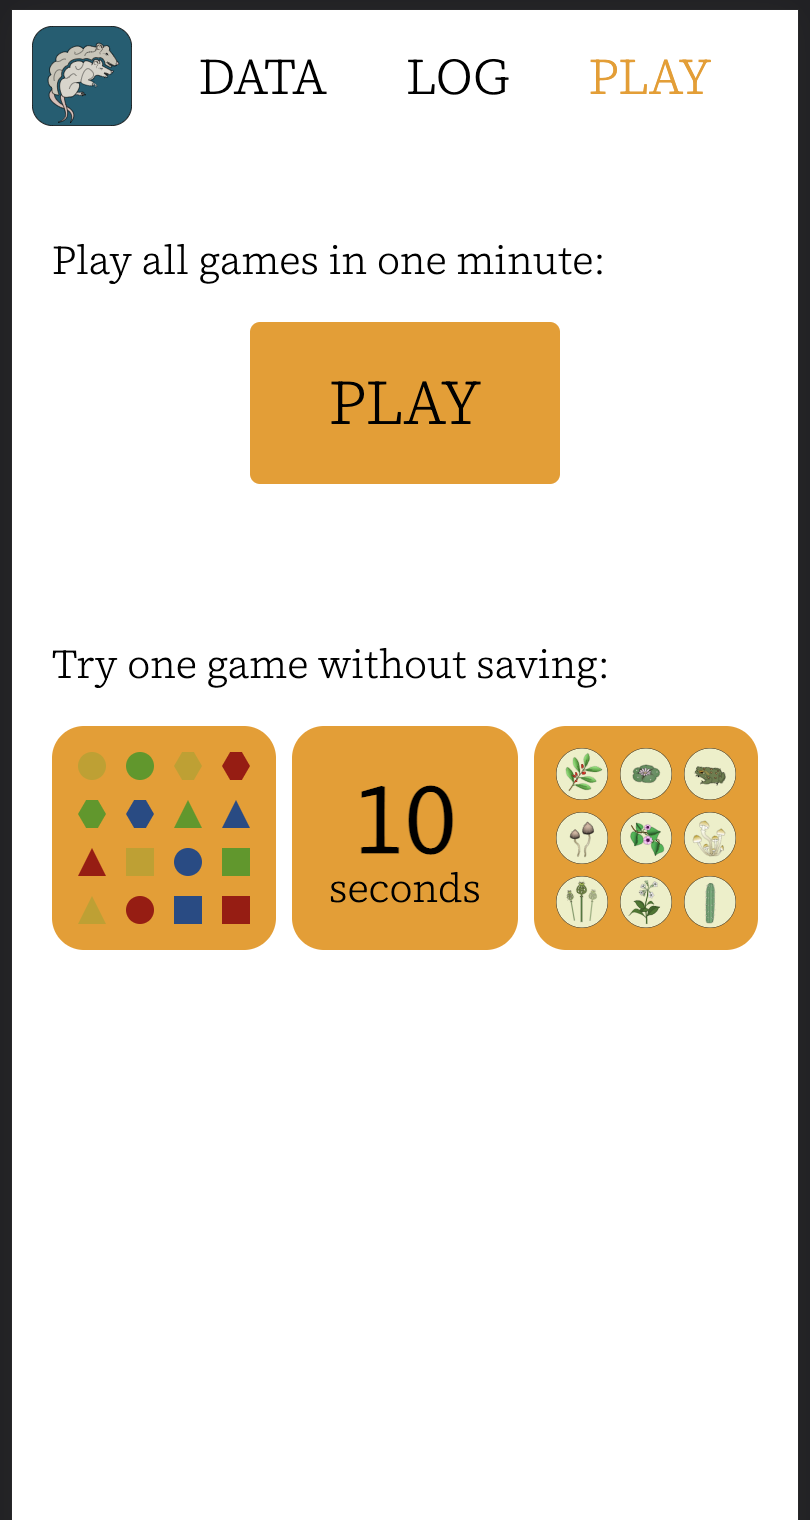 DATA LOG PLAY
Play all games in one minute:
PLAY
Try one game without saving:
10
seconds